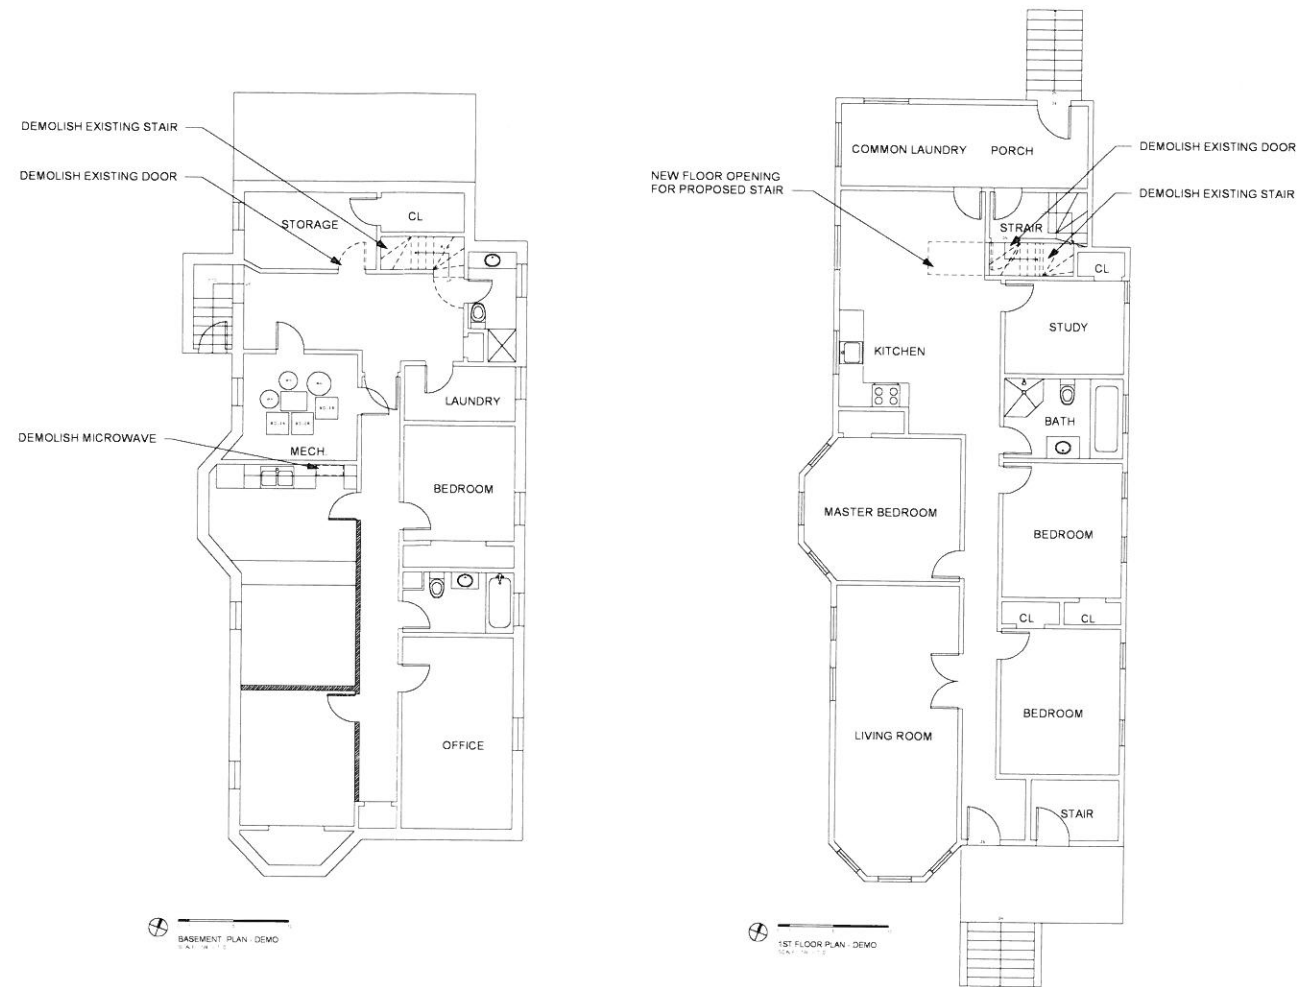 DEMOLISH EXISTING STAIR
DEMOLISH EXISTING DOOR
STORAGE
CL
LAUNDRY
DEMOLISH MICROWAVE
MECH.
BEDROOM
OFFICE
BASEMENT PLAN - DEMO
COMMON LAUNDRY PORCH
DEMOLISH EXISTING DOOR
NEW FLOOR OPENING
FOR PROPOSED STAIR
DEMOLISH EXISTING STAIR
STRAIR
CL
STUDY
KITCHEN
BATH
MASTER BEDROOM
BEDROOM
CL
CL
BEDROOM
LIVING ROOM
STAIR
1ST FLOOR PLAN - DEMO